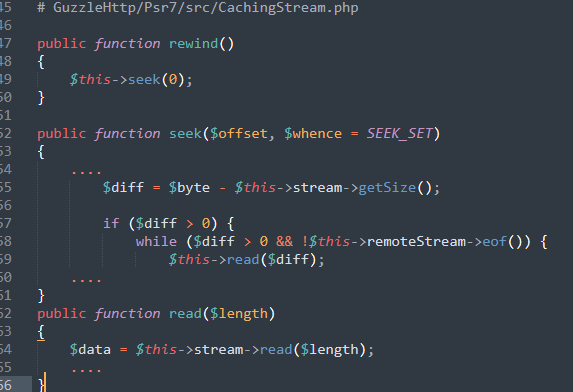 45 # GuzzleHttp/Psr7/src/CachingStream.php
46
47 public function rewind()
48 {
49 $this->seek(0);
50 }
51
52 public function seek($offset, $whence = SEEK_SET)
53 {
54 ....
55 $diff = $byte - $this->stream->getSize();
56
57 if ($diff > 0) {
58 while ($diff > 0 && !$this->remoteStream->eof()) {
59 $this->read($diff);
60 ....
61 }
62 public function read($length)
63 {
64 $data = $this->stream->read($length);
65 ....
66 }